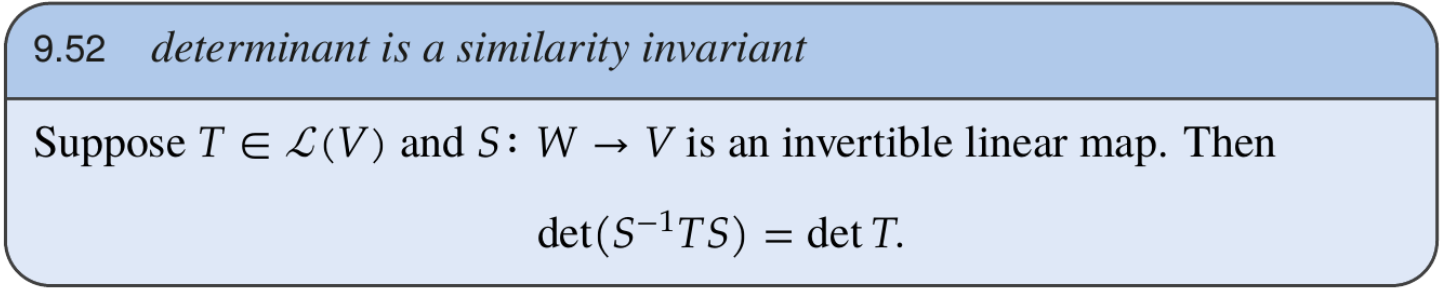 9.52 determinant is a similarity invariant
Suppose T ∈ ℒ(V) and S: W → V is an invertible linear map. Then
det(S⁻¹TS) = det T.